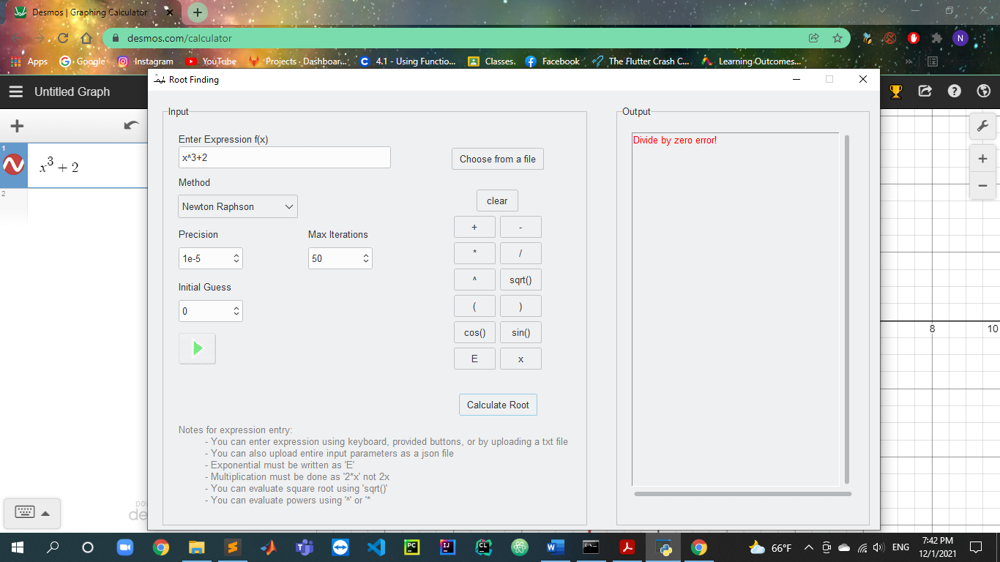 Desmos | Graphing Calculator
desmos.com/calculator
N
Apps Google Instagram YouTube Projects · Dashboar... 4.1 - Using Functio... Classes. Facebook The Flutter Crash C... Learning Outcomes...
Untitled Graph
Root Finding
1
x^3 + 2
2
Input
Enter Expression f(x)
x^3+2
Choose from a file
Method
Newton Raphson
clear
Precision
Max Iterations
1e-5
50
Initial Guess
0
+ -
* /
^ sqrt()
( )
cos() sin()
E x
Calculate Root
Notes for expression entry:
- You can enter expression using keyboard, provided buttons, or by uploading a txt file
- You can also upload entire input parameters as a json file
- Exponential must be written as 'E'
- Multiplication must be done as '2*x' not 2x
- You can evaluate square root using 'sqrt()'
- You can evaluate powers using '^' or '*
Output
Divide by zero error!
8
10
po
de
PC IJ CL
66°F
ENG
7:42 PM
12/1/2021